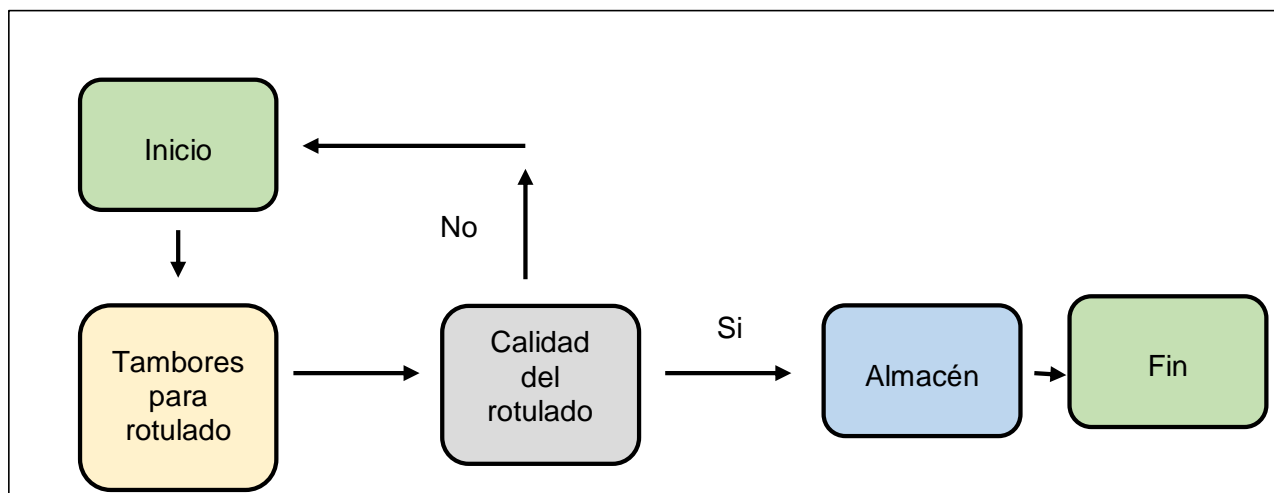 Inicio
No
Tambores
para
rotulado
Calidad
del
rotulado
Si
Almacén
Fin